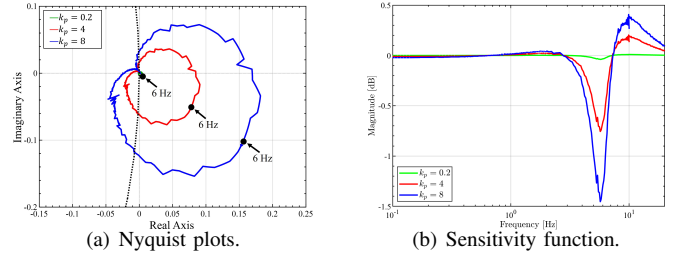 k_p = 0.2
k_p = 4
k_p = 8
Imaginary Axis
0.2
0.1
0
-0.1
-0.2
6 Hz
6 Hz
6 Hz
-0.15
-0.1
-0.05
0
0.05
0.1
0.15
0.2
0.25
Real Axis
(a) Nyquist plots.
Magnitude [dB]
0.5
0
-0.5
-1
-1.5
k_p = 0.2
k_p = 4
k_p = 8
10^-1
10^0
10^1
Frequency [Hz]
(b) Sensitivity function.